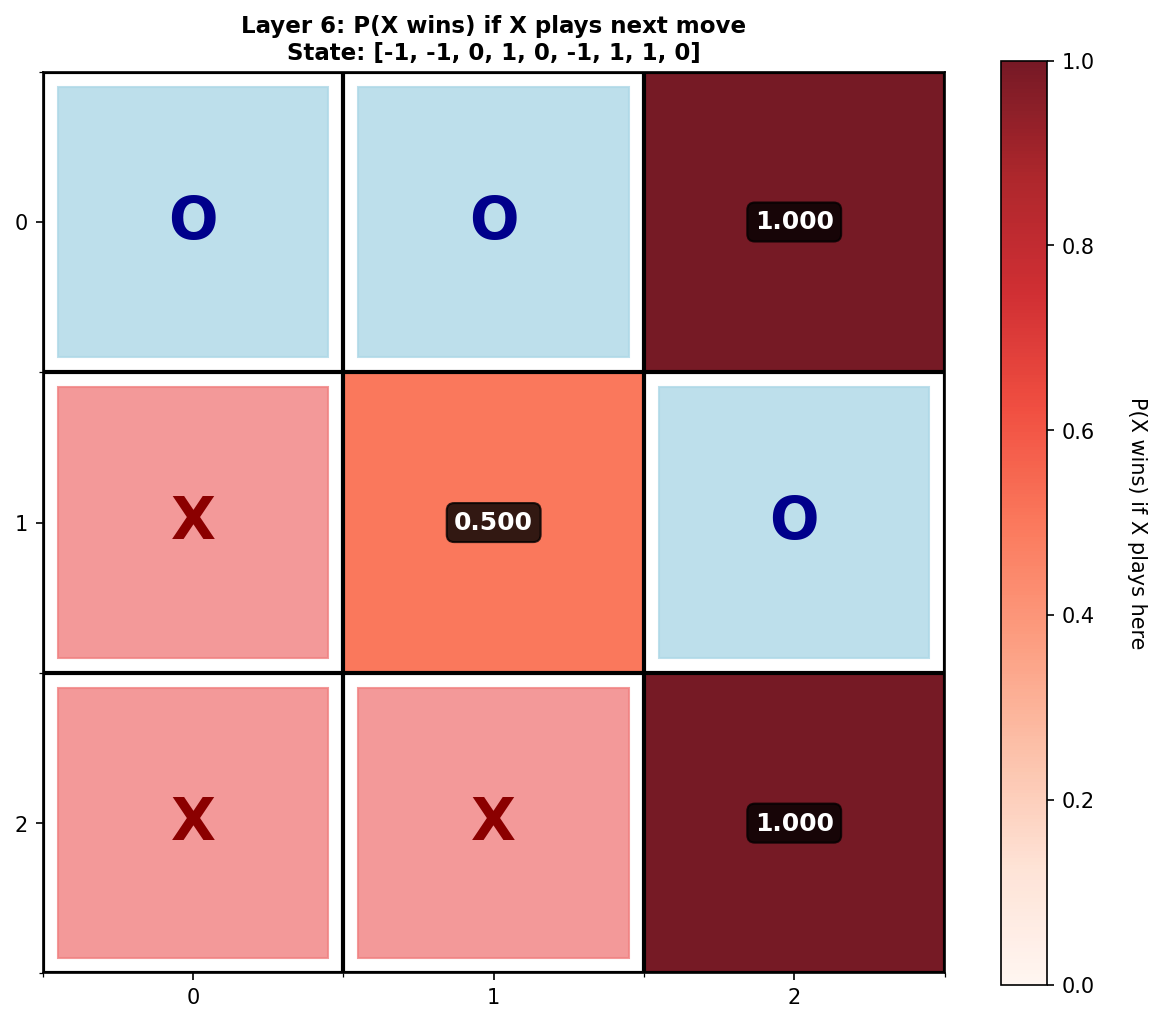 Layer 6: P(X wins) if X plays next move
State: [-1, -1, 0, 1, 0, -1, 1, 1, 0]
0
O
O
1.000
1
X
0.500
O
2
X
X
1.000
0
1
2
1.0
0.8
0.6
0.4
0.2
0.0
P(X wins) if X plays here